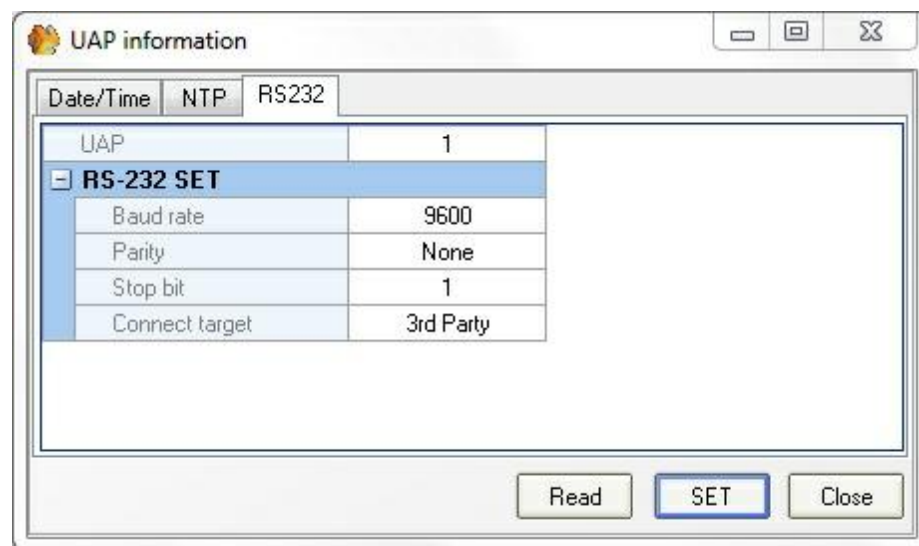 UAP information
Date/Time NTP RS232
UAP 1
RS-232 SET
Baud rate 9600
Parity None
Stop bit 1
Connect target 3rd Party
Read SET Close